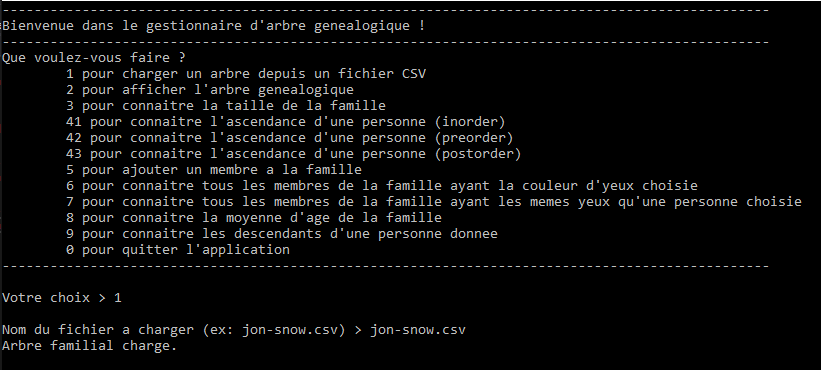 ------------------------------------------------------------------------------------------------
Bienvenue dans le gestionnaire d'arbre genealogique !
------------------------------------------------------------------------------------------------
Que voulez-vous faire ?
1 pour charger un arbre depuis un fichier CSV
2 pour afficher l'arbre genealogique
3 pour connaitre la taille de la famille
41 pour connaitre l'ascendance d'une personne (inorder)
42 pour connaitre l'ascendance d'une personne (preorder)
43 pour connaitre l'ascendance d'une personne (postorder)
5 pour ajouter un membre a la famille
6 pour connaitre tous les membres de la famille ayant la couleur d'yeux choisie
7 pour connaitre tous les membres de la famille ayant les memes yeux qu'une personne choisie
8 pour connaitre la moyenne d'age de la famille
9 pour connaitre les descendants d'une personne donnee
0 pour quitter l'application
------------------------------------------------------------------------------------------------
Votre choix > 1
Nom du fichier a charger (ex: jon-snow.csv) > jon-snow.csv
Arbre familial charge.